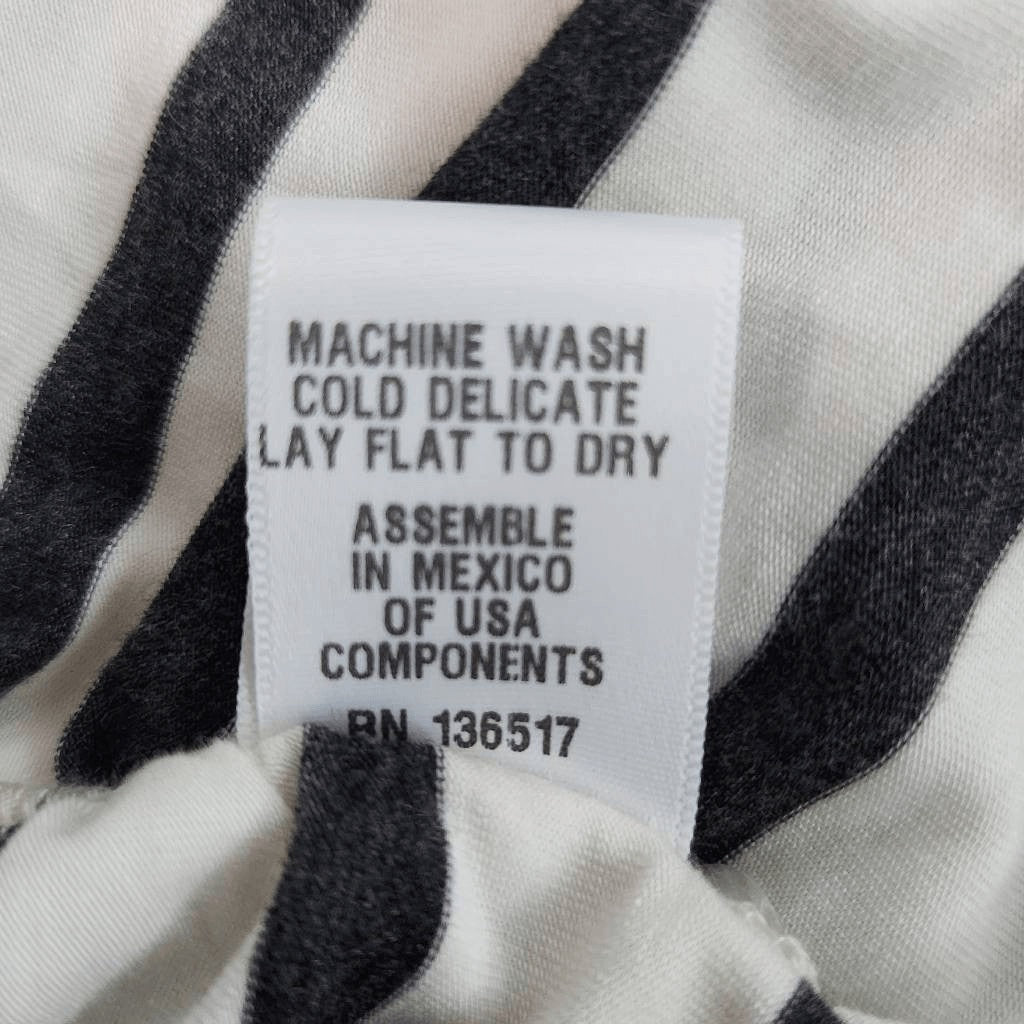 MACHINE WASH
COLD DELICATE
LAY FLAT TO DRY
ASSEMBLE
IN MEXICO
OF USA
COMPONENTS
RN 136517